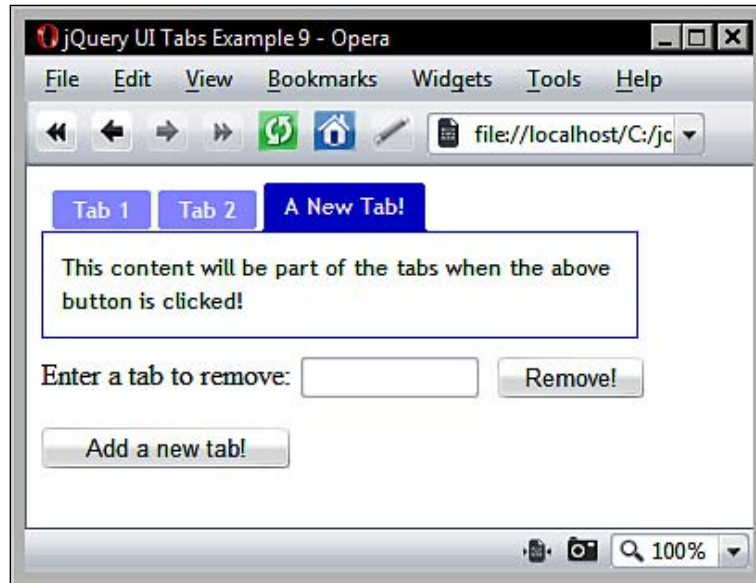 jQuery UI Tabs Example 9 - Opera
File Edit View Bookmarks Widgets Tools Help
file://localhost/C:/jq
Tab 1 Tab 2 A New Tab!
This content will be part of the tabs when the above
button is clicked!
Enter a tab to remove: Remove!
Add a new tab!
100%